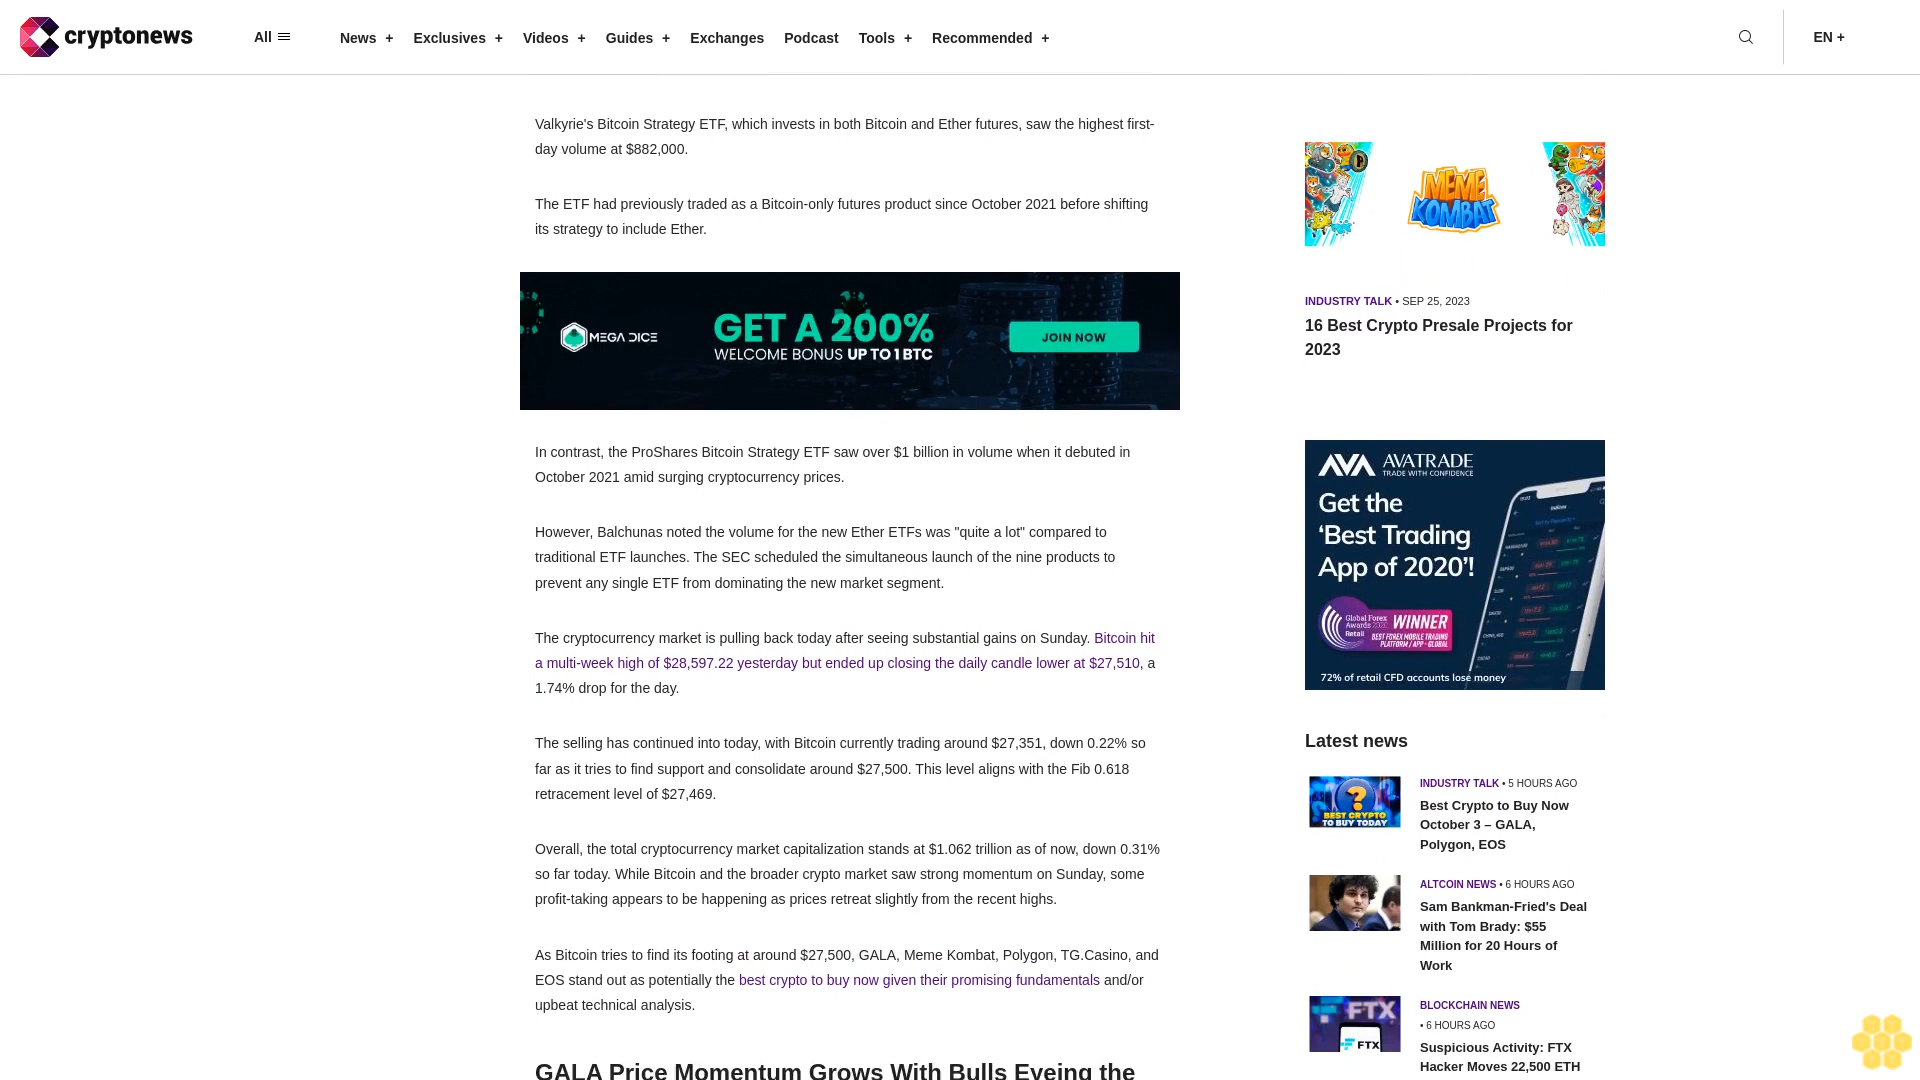 cryptonews
All
News +
Exclusives +
Videos +
Guides +
Exchanges
Podcast
Tools +
Recommended +
EN +
Valkyrie's Bitcoin Strategy ETF, which invests in both Bitcoin and Ether futures, saw the highest first-
day volume at $882,000.
The ETF had previously traded as a Bitcoin-only futures product since October 2021 before shifting
its strategy to include Ether.
MEGA DICE
GET A 200%
WELCOME BONUS UP TO 1 BTC
JOIN NOW
In contrast, the ProShares Bitcoin Strategy ETF saw over $1 billion in volume when it debuted in
October 2021 amid surging cryptocurrency prices.
However, Balchunas noted the volume for the new Ether ETFs was "quite a lot" compared to
traditional ETF launches. The SEC scheduled the simultaneous launch of the nine products to
prevent any single ETF from dominating the new market segment.
The cryptocurrency market is pulling back today after seeing substantial gains on Sunday. Bitcoin hit
a multi-week high of $28,597.22 yesterday but ended up closing the daily candle lower at $27,510, a
1.74% drop for the day.
The selling has continued into today, with Bitcoin currently trading around $27,351, down 0.22% so
far as it tries to find support and consolidate around $27,500. This level aligns with the Fib 0.618
retracement level of $27,469.
Overall, the total cryptocurrency market capitalization stands at $1.062 trillion as of now, down 0.31%
so far today. While Bitcoin and the broader crypto market saw strong momentum on Sunday, some
profit-taking appears to be happening as prices retreat slightly from the recent highs.
As Bitcoin tries to find its footing at around $27,500, GALA, Meme Kombat, Polygon, TG.Casino, and
EOS stand out as potentially the best crypto to buy now given their promising fundamentals and/or
upbeat technical analysis.
GALA Price Momentum Grows With Bulls Eyeing the
MEME
KOMBAT
INDUSTRY TALK • SEP 25, 2023
16 Best Crypto Presale Projects for
2023
AVA AVATRADE
TRADE WITH CONFIDENCE
Get the
‘Best Trading
App of 2020’!
Global Forex
Awards
Retail
WINNER
BEST FOREX MOBILE TRADING
PLATFORM / APP - GLOBAL
72% of retail CFD accounts lose money
Latest news
BEST CRYPTO
TO BUY TODAY
INDUSTRY TALK • 5 HOURS AGO
Best Crypto to Buy Now
October 3 – GALA,
Polygon, EOS
ALTCOIN NEWS • 6 HOURS AGO
Sam Bankman-Fried's Deal
with Tom Brady: $55
Million for 20 Hours of
Work
FTX
FTX
BLOCKCHAIN NEWS
• 6 HOURS AGO
Suspicious Activity: FTX
Hacker Moves 22,500 ETH